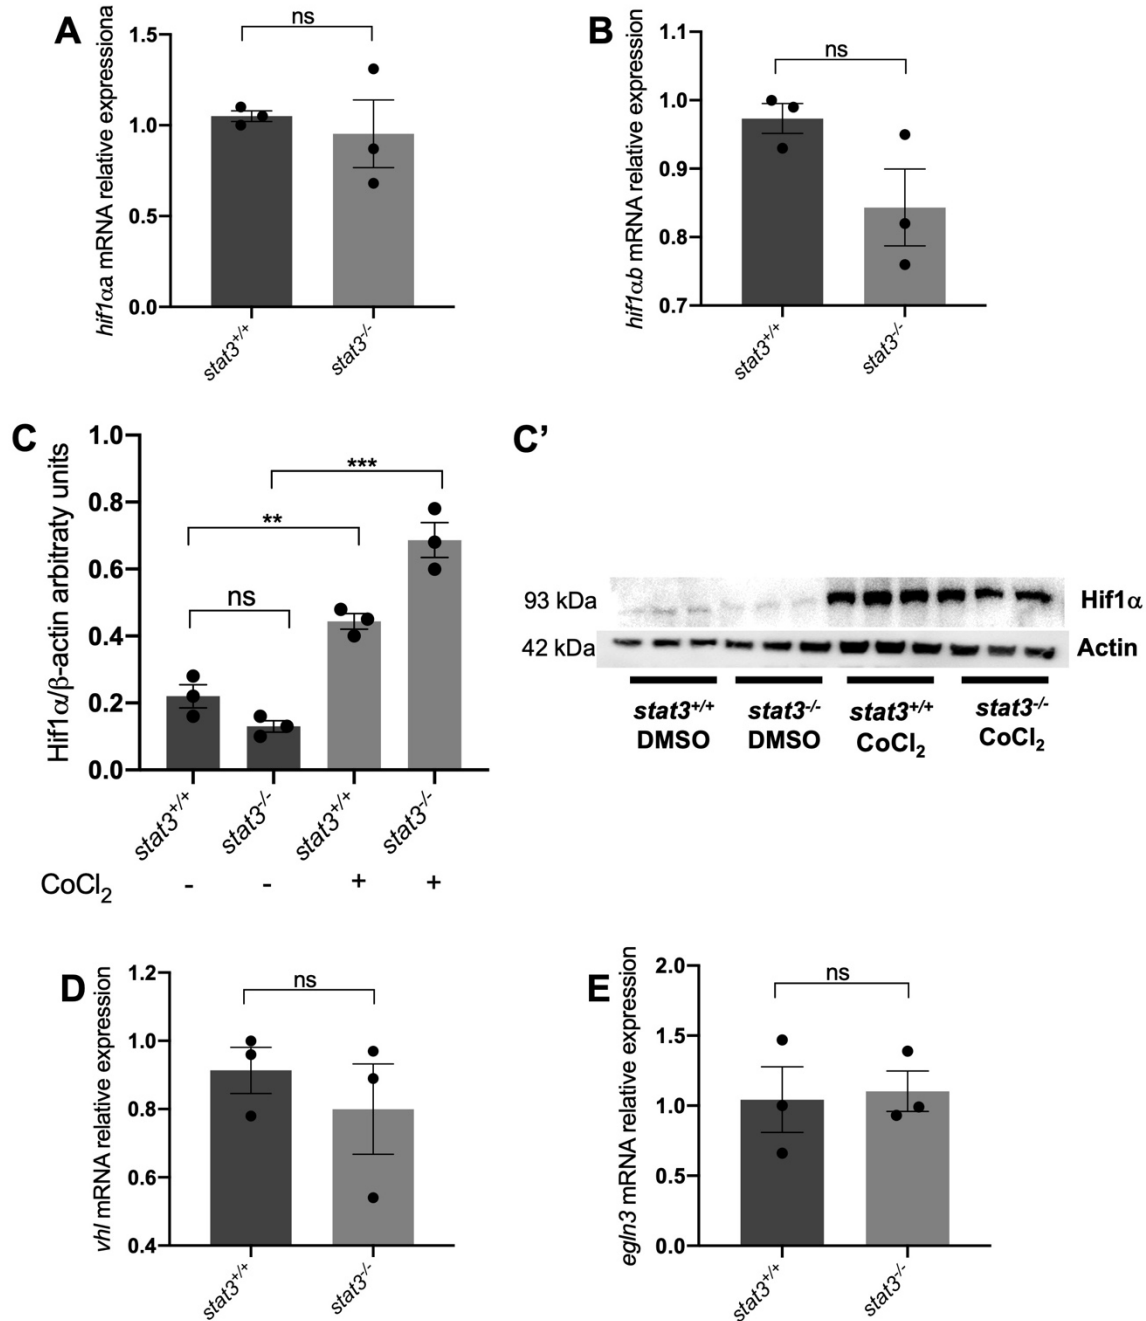 A
ns
hif1αa mRNA relative expressiona
1.5
1.0
0.5
0.0
stat3+/+
stat3-/-
B
ns
hif1αb mRNA relative expression
1.1
1.0
0.9
0.8
0.7
stat3+/+
stat3-/-
C
Hif1α/β-actin arbitraty units
1.0
0.8
0.6
0.4
0.2
0.0
***
**
ns
stat3+/+
stat3-/-
stat3+/+
stat3-/-
CoCl2 - - + +
C'
93 kDa Hif1α
42 kDa Actin
stat3+/+ stat3-/- stat3+/+ stat3-/-
DMSO DMSO CoCl2 CoCl2
D
ns
vhl mRNA relative expression
1.2
1.0
0.8
0.6
0.4
stat3+/+
stat3-/-
E
ns
egln3 mRNA relative expression
2.0
1.5
1.0
0.5
0.0
stat3+/+
stat3-/-